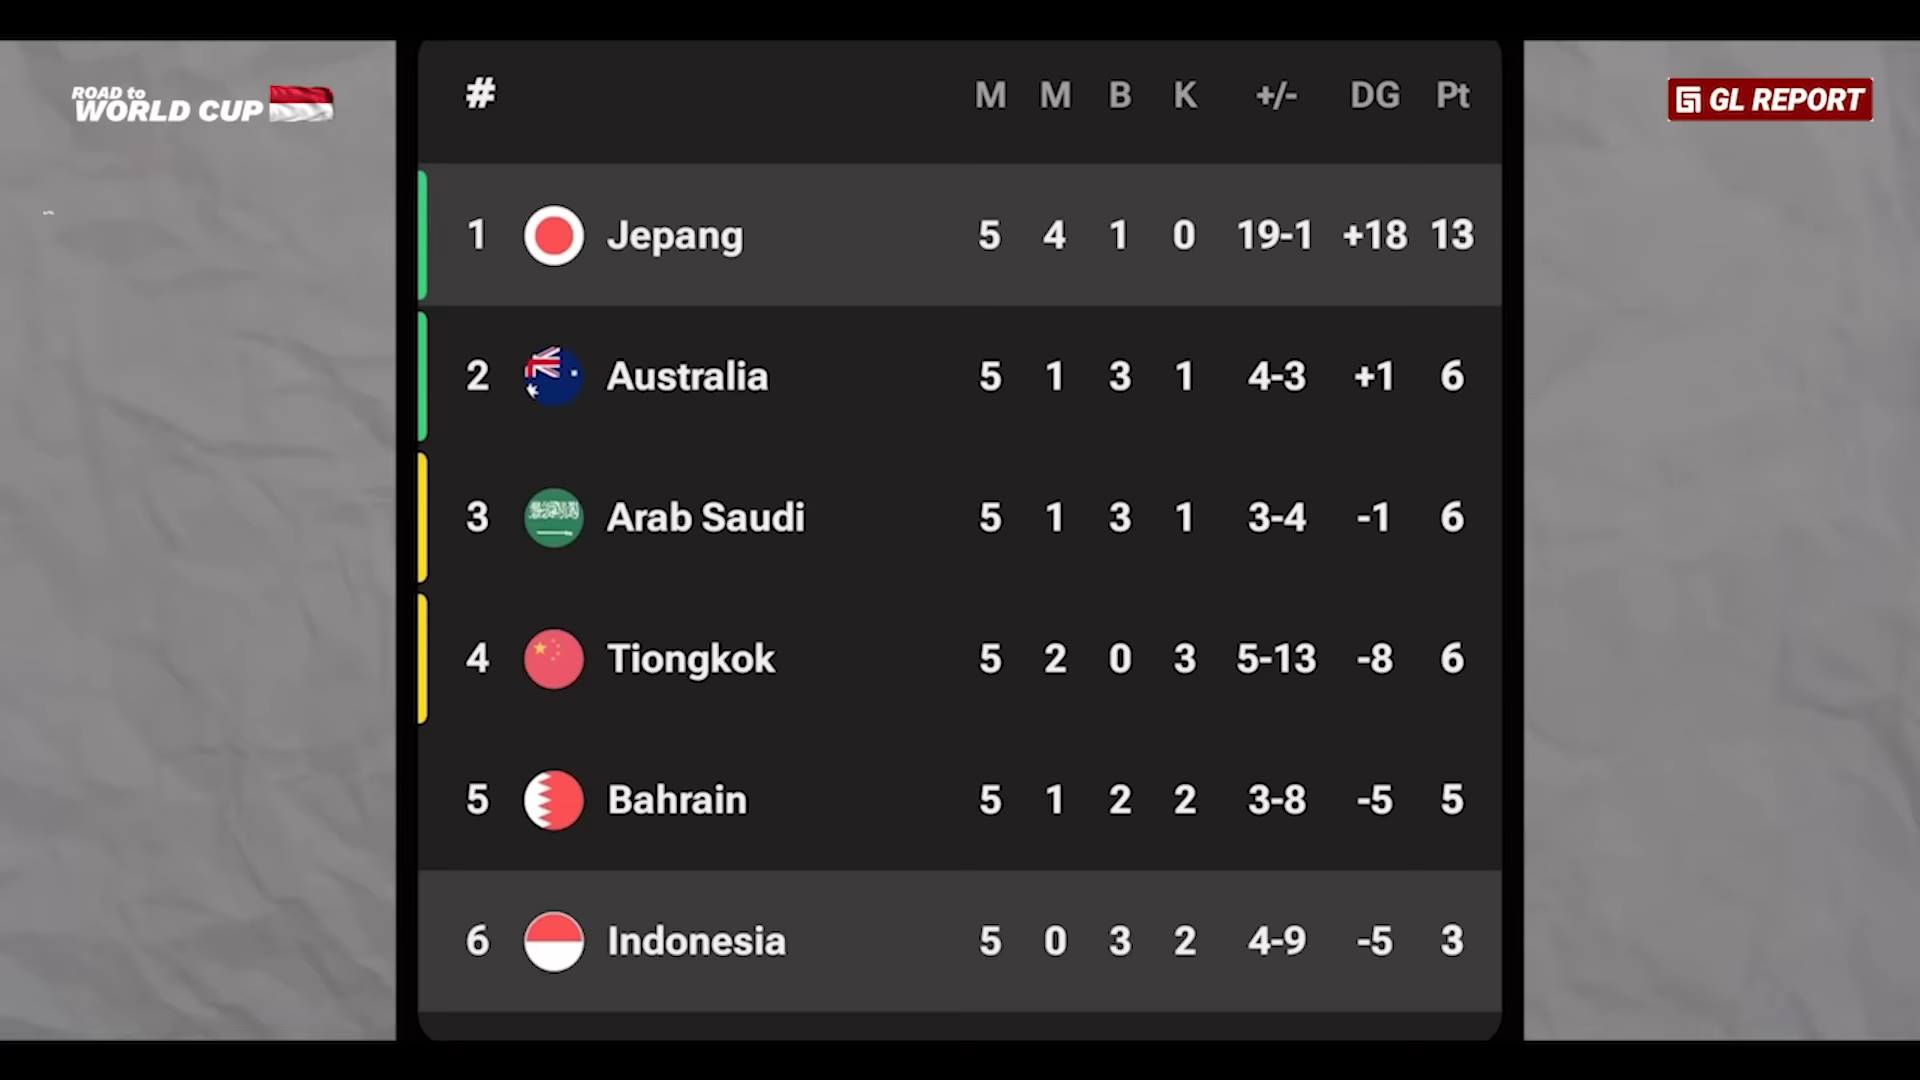 ROAD to
WORLD CUP
GL REPORT
# M M B K +/- DG Pt
1 Jepang 5 4 1 0 19-1 +18 13
2 Australia 5 1 3 1 4-3 +1 6
3 Arab Saudi 5 1 3 1 3-4 -1 6
4 Tiongkok 5 2 0 3 5-13 -8 6
5 Bahrain 5 1 2 2 3-8 -5 5
6 Indonesia 5 0 3 2 4-9 -5 3